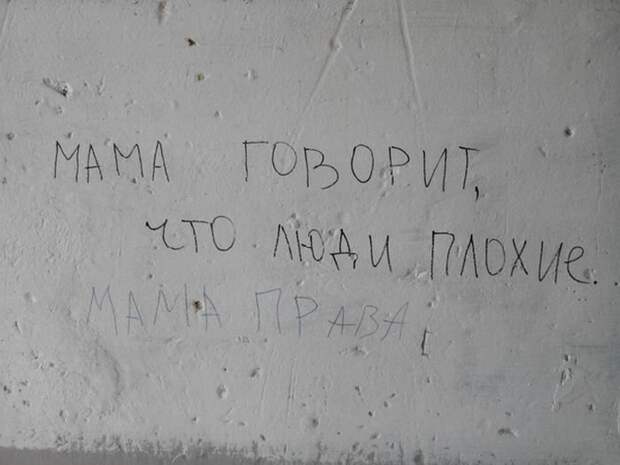 МАМА ГОВОРИТ,
ЧТО ЛЮДИ ПЛОХИЕ.
МАМА ПРАВА,